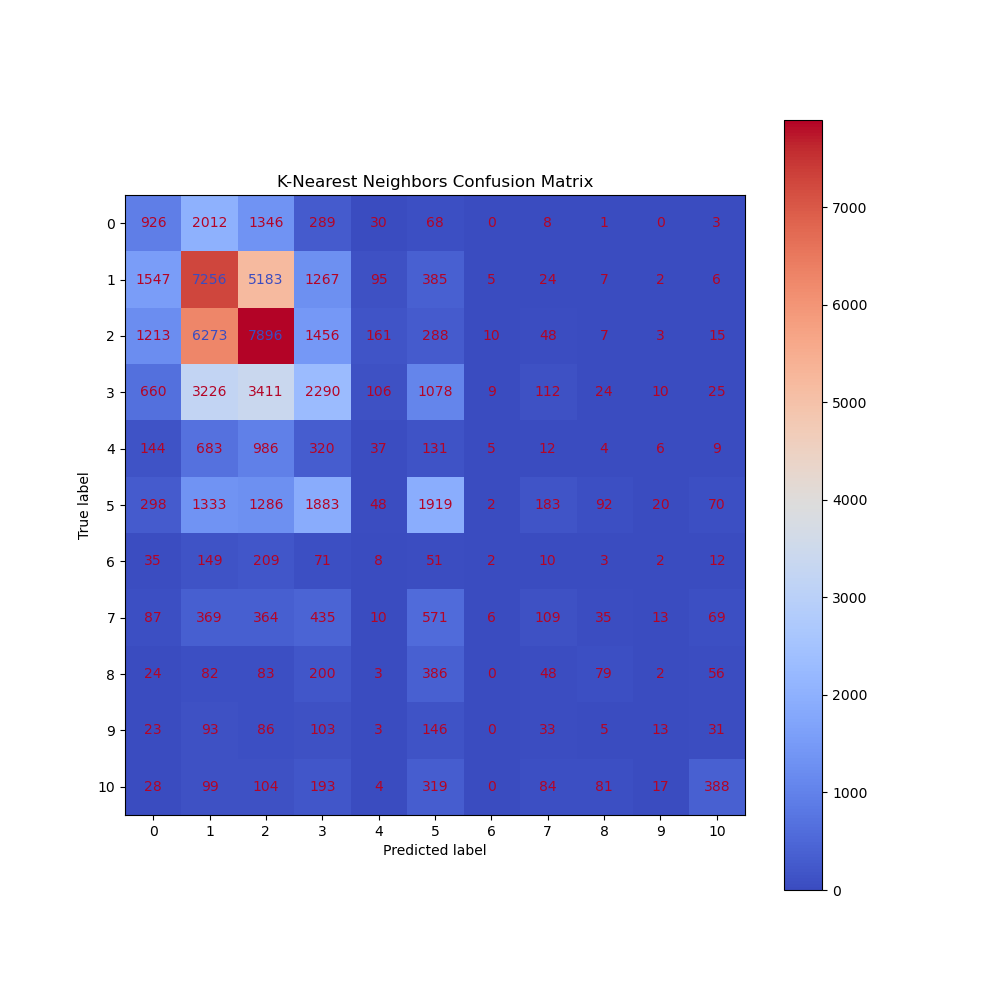 K-Nearest Neighbors Confusion Matrix
0 926 2012 1346 289 30 68 0 8 1 0 3
1 1547 7256 5183 1267 95 385 5 24 7 2 6
2 1213 6273 7896 1456 161 288 10 48 7 3 15
3 660 3226 3411 2290 106 1078 9 112 24 10 25
4 144 683 986 320 37 131 5 12 4 6 9
5 298 1333 1286 1883 48 1919 2 183 92 20 70
6 35 149 209 71 8 51 2 10 3 2 12
7 87 369 364 435 10 571 6 109 35 13 69
8 24 82 83 200 3 386 0 48 79 2 56
9 23 93 86 103 3 146 0 33 5 13 31
10 28 99 104 193 4 319 0 84 81 17 388
0 1 2 3 4 5 6 7 8 9 10
Predicted label
True label
7000
6000
5000
4000
3000
2000
1000
0